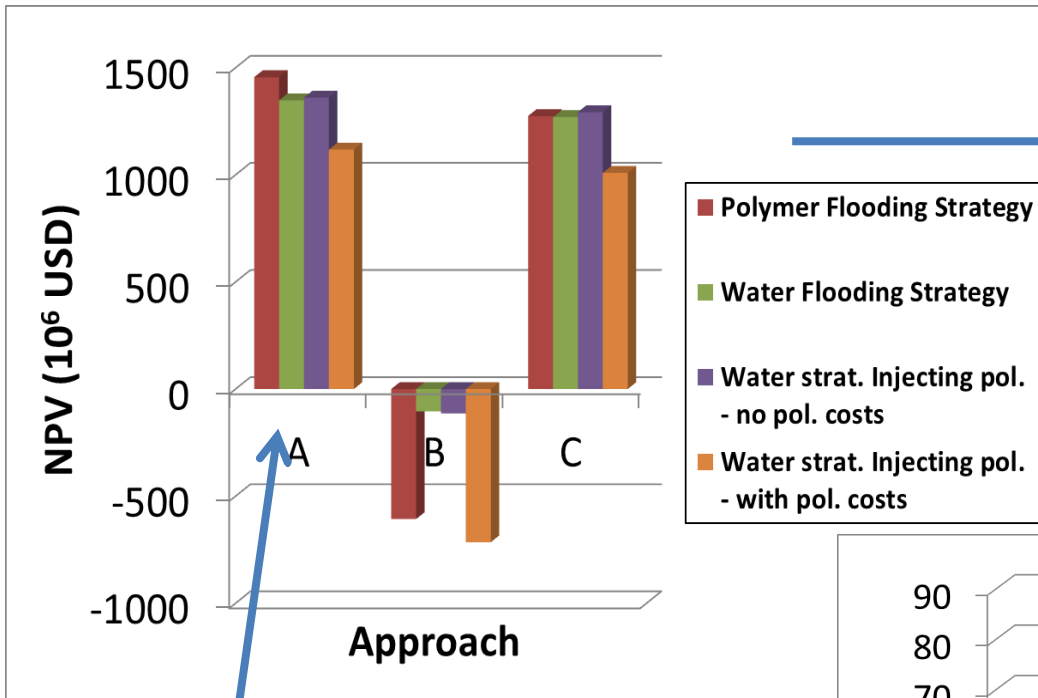 1500
1000
500
0
-500
-1000
NPV (10⁶ USD)
A
B
C
Approach
Polymer Flooding Strategy
Water Flooding Strategy
Water strat. Injecting pol.
- no pol. costs
Water strat. Injecting pol.
- with pol. costs
90
80
70